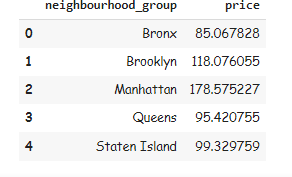 neighbourhood_group price
0 Bronx 85.067828
1 Brooklyn 118.076055
2 Manhattan 178.575227
3 Queens 95.420755
4 Staten Island 99.329759